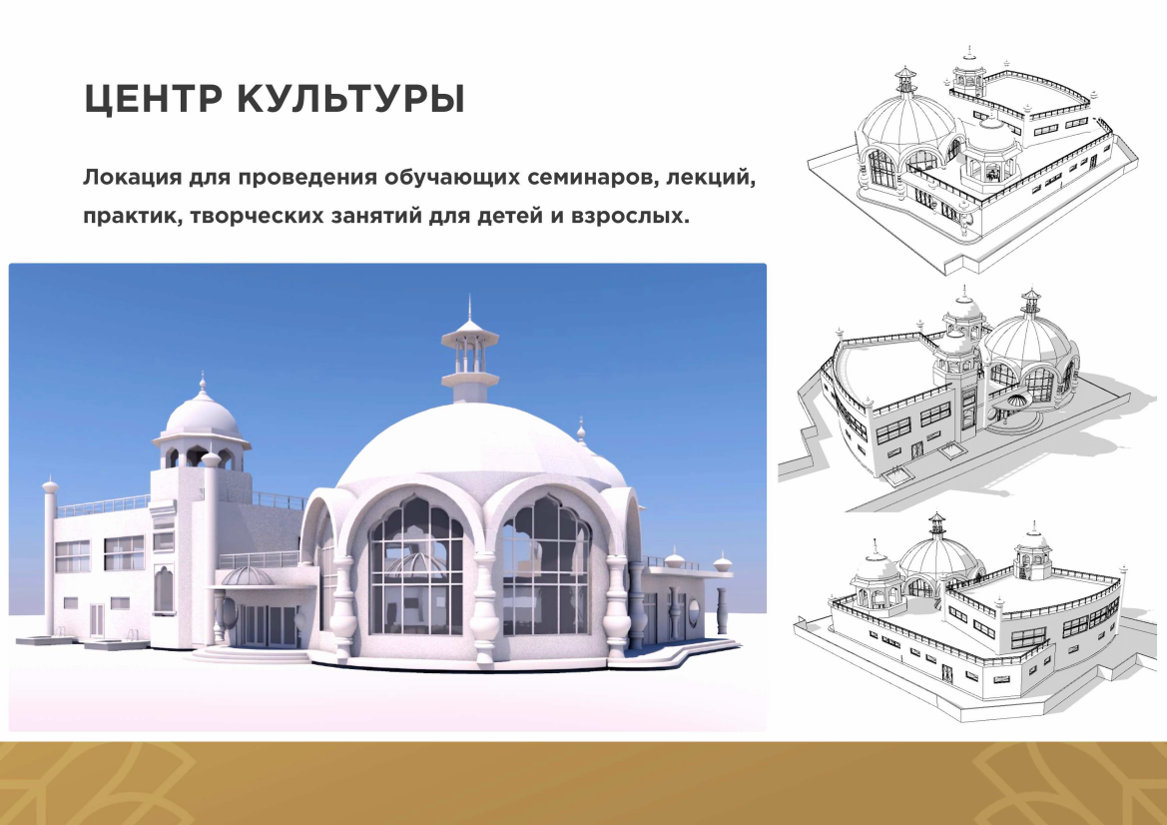 ЦЕНТР КУЛЬТУРЫ
Локация для проведения обучающих семинаров, лекций,
практик, творческих занятий для детей и взрослых.